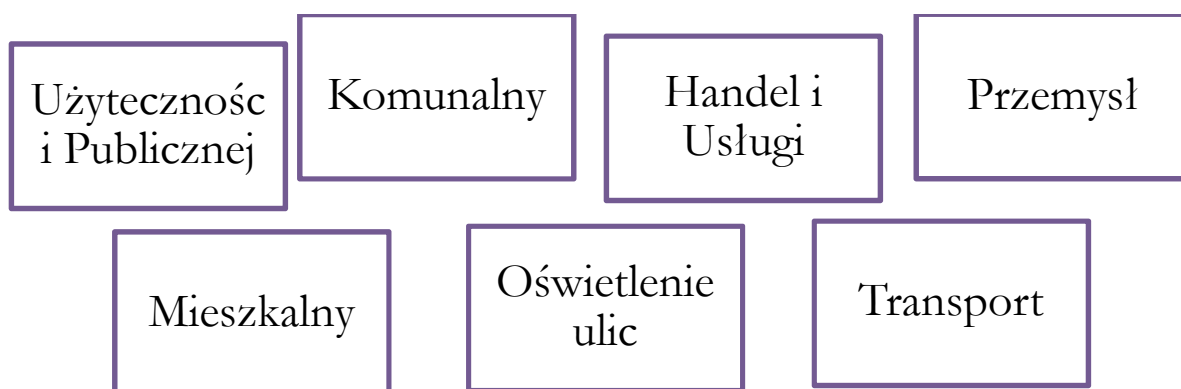 Użytecznośc
i Publicznej
Komunalny
Handel i
Usługi
Przemysł
Mieszkalny
Oświetlenie
ulic
Transport